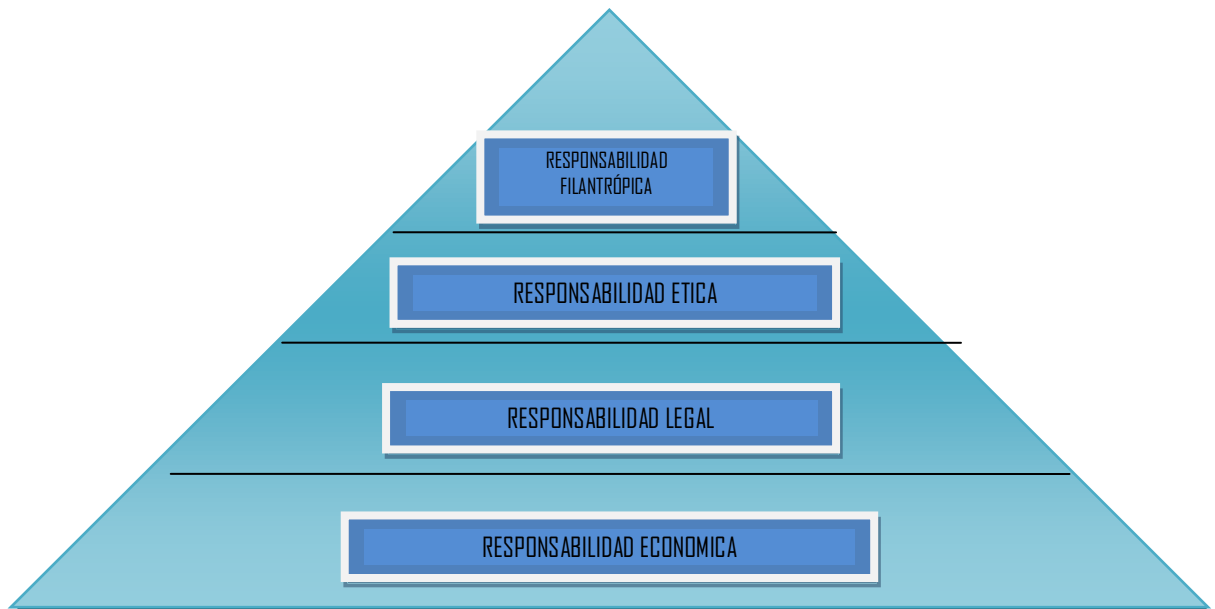 RESPONSABILIDAD
FILANTRÓPICA
RESPONSABILIDAD ETICA
RESPONSABILIDAD LEGAL
RESPONSABILIDAD ECONOMICA